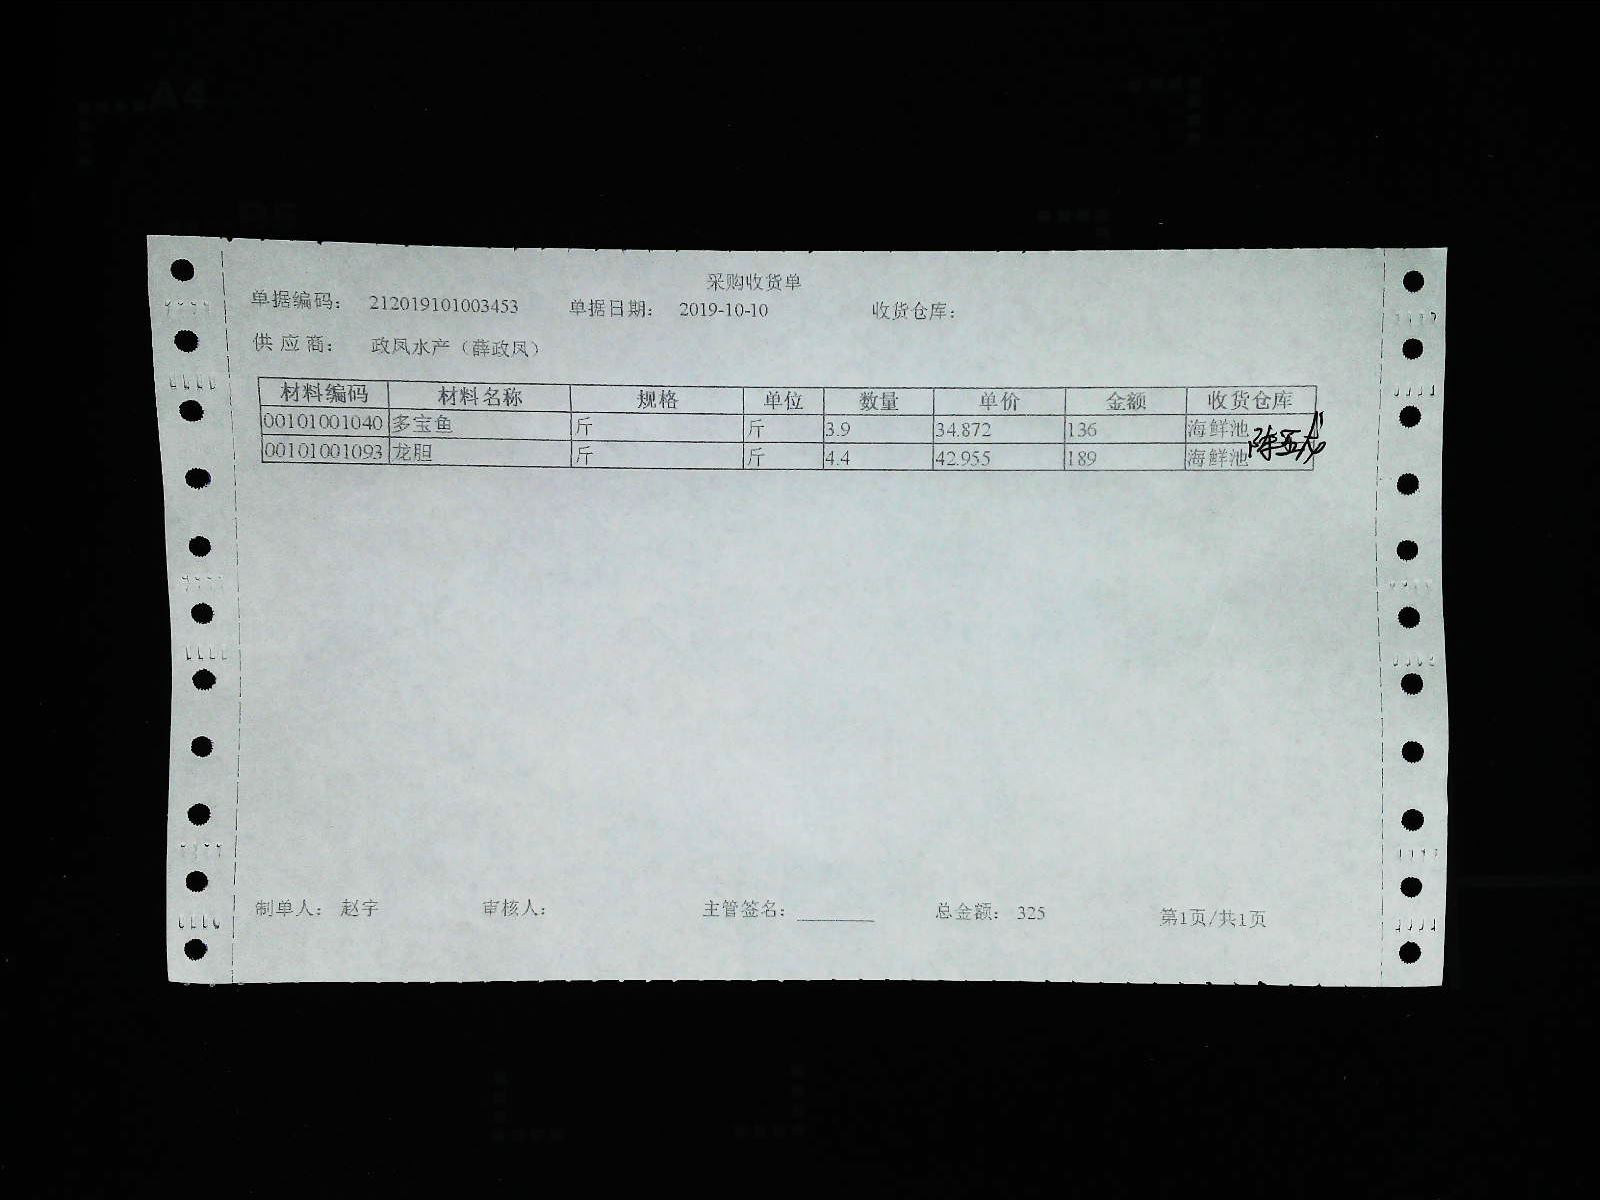 采购收货单
单据编码： 212019101003453 单据日期： 2019-10-10 收货仓库：
供 应 商： 政凤水产（薛政凤）
材料编码 材料名称 规格 单位 数量 单价 金额 收货仓库
00101001040 多宝鱼 斤 斤 3.9 34.872 136 海鲜池
00101001093 龙胆 斤 斤 4.4 42.955 189 海鲜池
制单人： 赵宇 审核人： 主管签名： 总金额： 325 第1页/共1页